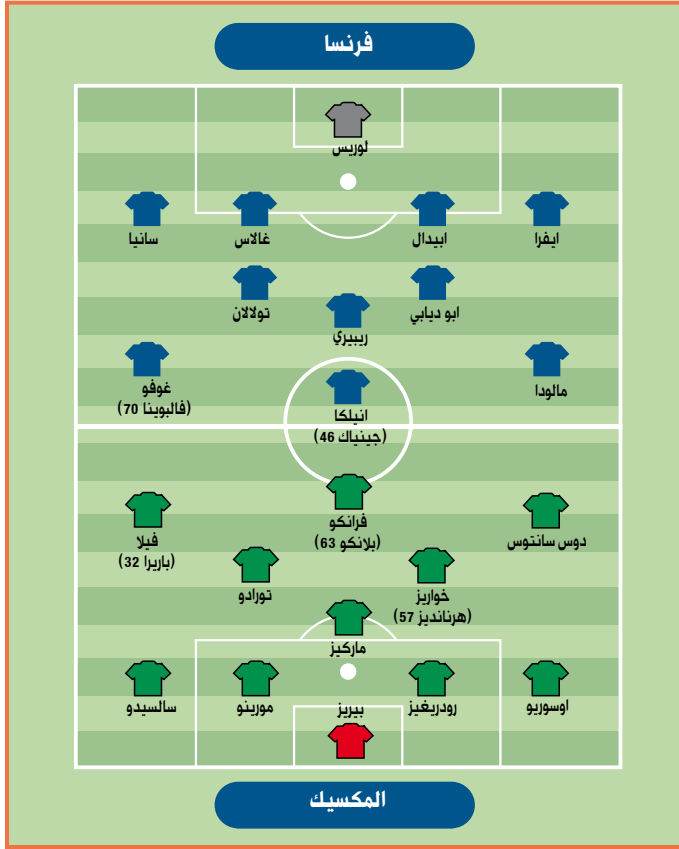 فرنسا
لوريس
ايفرا
ابيدال
غالاس
سانيا
ابو ديابي
تولالان
ريبيري
مالودا
انيلكا
(جينياك 46)
غوفو
(ڤالبوينا 70)
دوس سانتوس
فرانكو
(بلانكو 63)
فيلا
(باريرا 32)
خواريز
(هرنانديز 57)
تورادو
ماركيز
اوسوريو
رودريغيز
بيريز
مورينو
سالسيدو
المكسيك